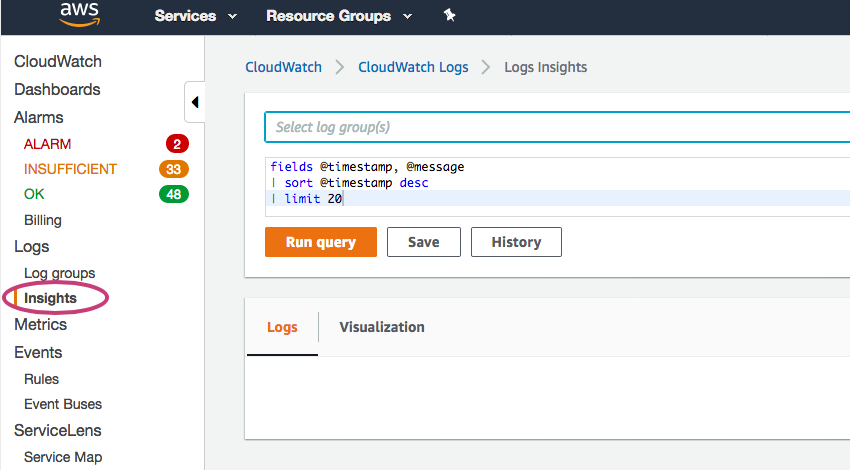 aws Services Resource Groups
CloudWatch
Dashboards
Alarms
ALARM 2
INSUFFICIENT 33
OK 48
Billing
Logs
Log groups
Insights
Metrics
Events
Rules
Event Buses
ServiceLens
Service Map
CloudWatch CloudWatch Logs Logs Insights
Select log group(s)
fields @timestamp, @message
| sort @timestamp desc
| limit 20
Run query Save History
Logs Visualization